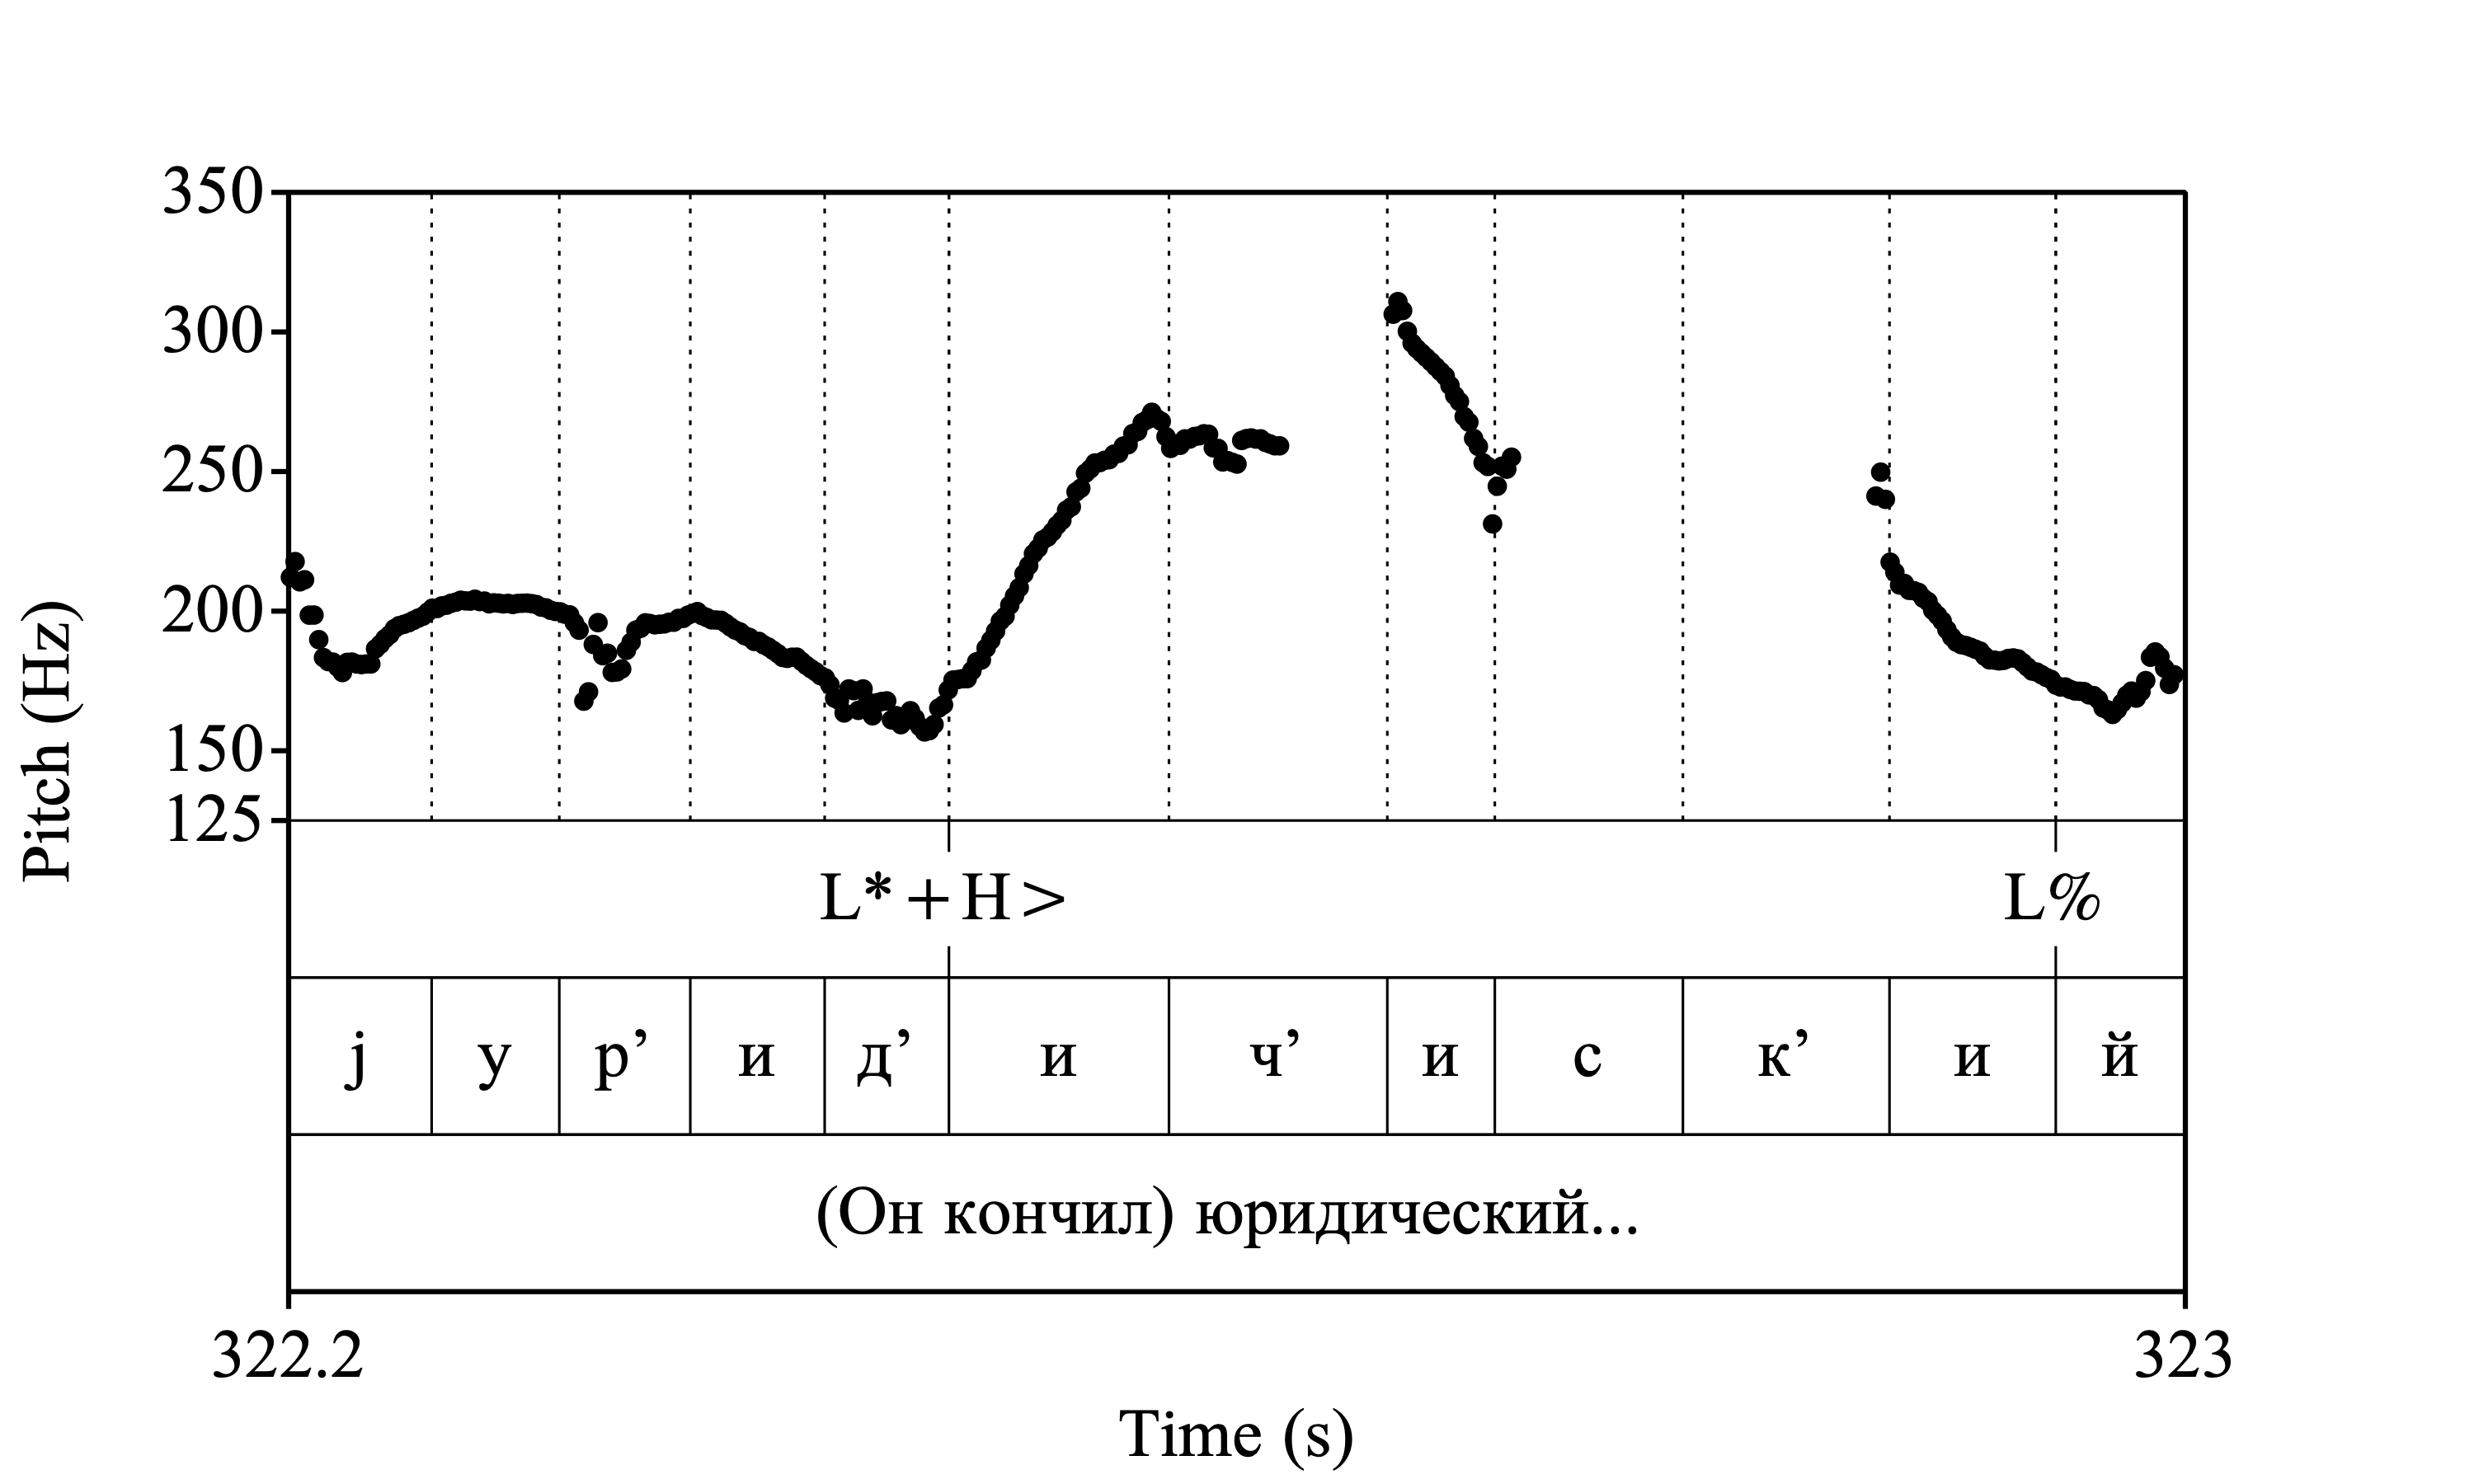 Pitch (Hz)
350
300
250
200
150
125
L*+H> L%
j у р’ и д’ и ч’ и с к’ и й
(Он кончил) юридический...
322.2 323
Time (s)